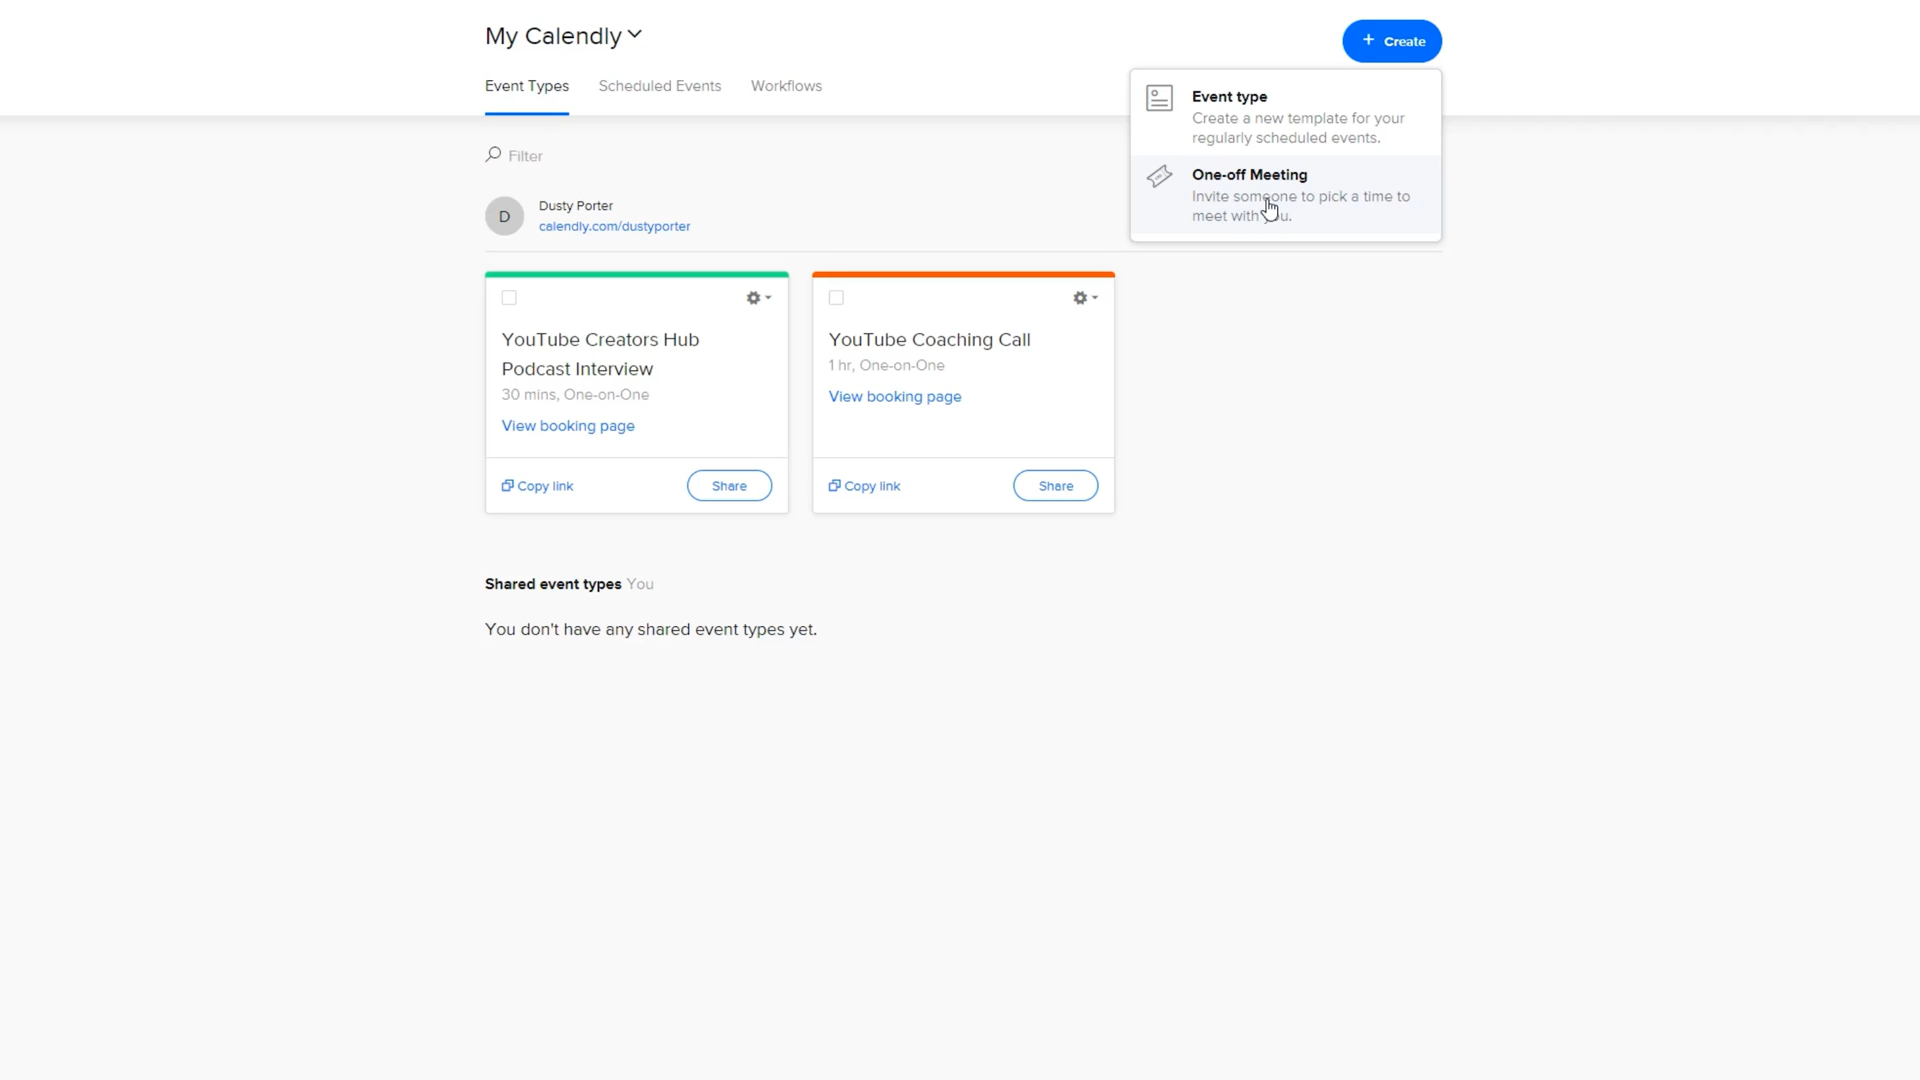 My Calendly
+ Create
Event Types
Scheduled Events
Workflows
Event type
Create a new template for your
regularly scheduled events.
One-off Meeting
Invite someone to pick a time to
meet with you.
Filter
D
Dusty Porter
calendly.com/dustyporter
YouTube Creators Hub
Podcast Interview
30 mins, One-on-One
View booking page
Copy link
Share
YouTube Coaching Call
1 hr, One-on-One
View booking page
Copy link
Share
Shared event types You
You don't have any shared event types yet.